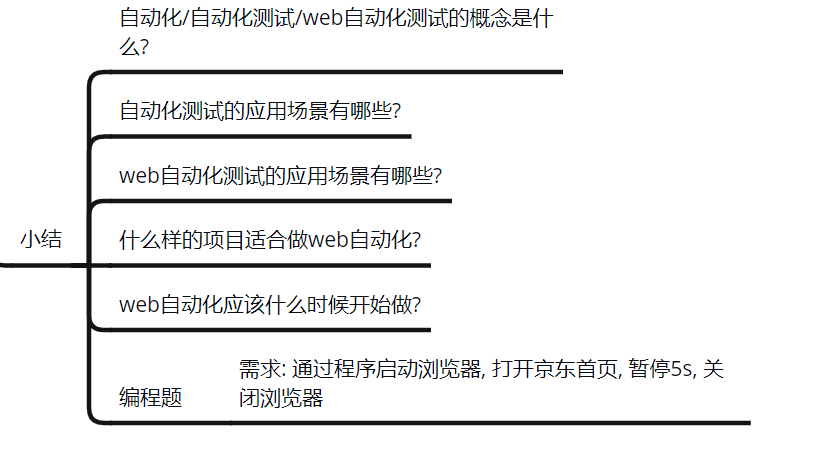 自动化/自动化测试/web自动化测试的概念是什
么?
自动化测试的应用场景有哪些?
web自动化测试的应用场景有哪些?
小结
什么样的项目适合做web自动化?
web自动化应该什么时候开始做?
编程题
需求: 通过程序启动浏览器, 打开京东首页, 暂停5s, 关
闭浏览器